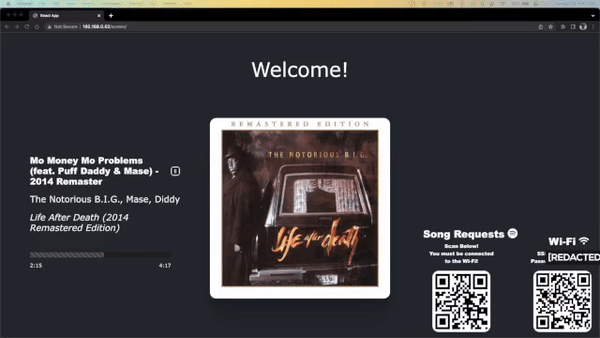 React App
Not Secure | 192.168.0.52/screen/
Welcome!
Mo Money Mo Problems
(feat. Puff Daddy & Mase) -
2014 Remaster
E
The Notorious B.I.G., Mase, Diddy
Life After Death (2014
Remastered Edition)
2:15
4:17
REMASTERED EDITION
THE NOTORIOUS B.I.G.
Life after death
Song Requests
Scan Below!
You must be connected
to the Wi-Fi!
Wi-Fi
SS
Passw
[REDACTED